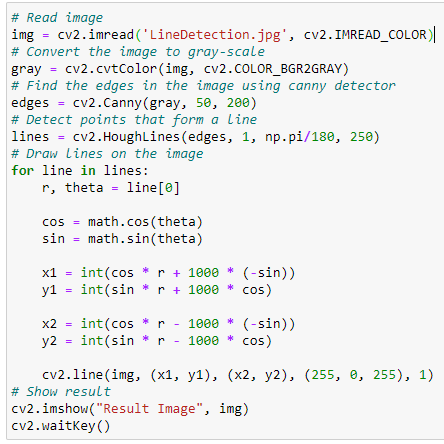 # Read image
img = cv2.imread('LineDetection.jpg', cv2.IMREAD_COLOR)
# Convert the image to gray-scale
gray = cv2.cvtColor(img, cv2.COLOR_BGR2GRAY)
# Find the edges in the image using canny detector
edges = cv2.Canny(gray, 50, 200)
# Detect points that form a line
lines = cv2.HoughLines(edges, 1, np.pi/180, 250)
# Draw lines on the image
for line in lines:
    r, theta = line[0]

    cos = math.cos(theta)
    sin = math.sin(theta)

    x1 = int(cos * r + 1000 * (-sin))
    y1 = int(sin * r + 1000 * cos)

    x2 = int(cos * r - 1000 * (-sin))
    y2 = int(sin * r - 1000 * cos)

    cv2.line(img, (x1, y1), (x2, y2), (255, 0, 255), 1)
# Show result
cv2.imshow("Result Image", img)
cv2.waitKey()